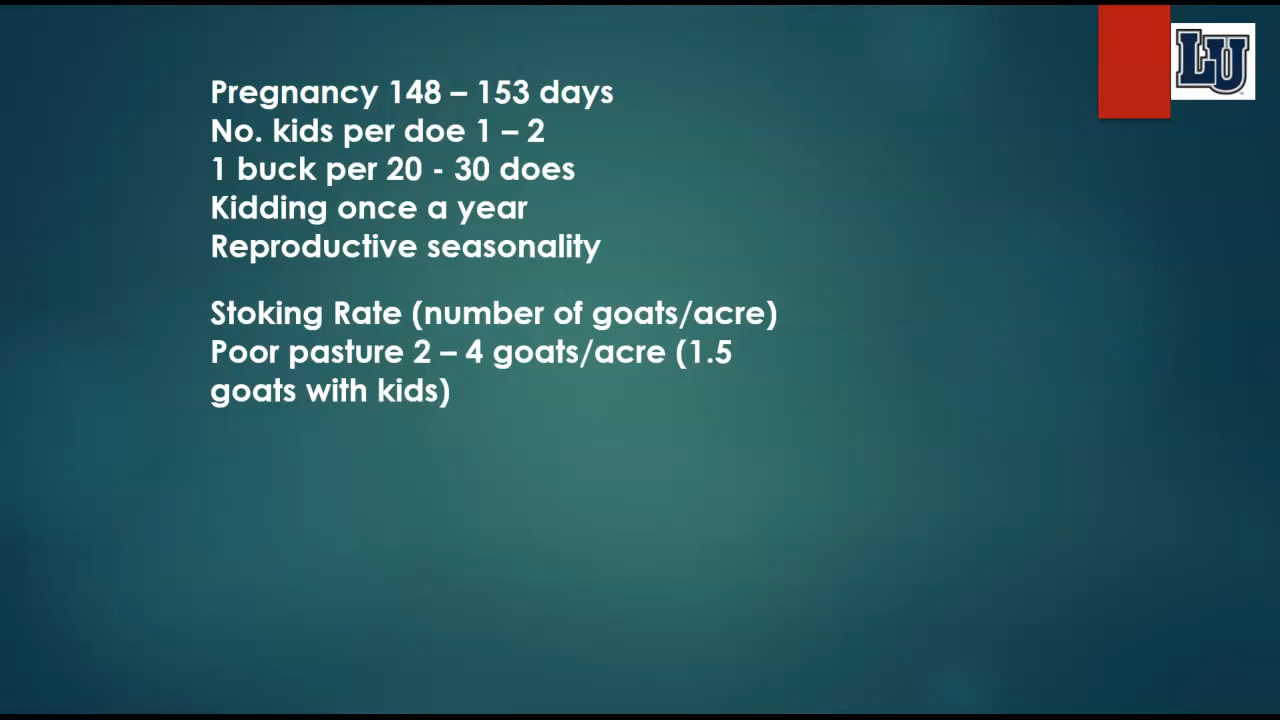 LU
Pregnancy 148 – 153 days
No. kids per doe 1 – 2
1 buck per 20 - 30 does
Kidding once a year
Reproductive seasonality
Stoking Rate (number of goats/acre)
Poor pasture 2 – 4 goats/acre (1.5
goats with kids)